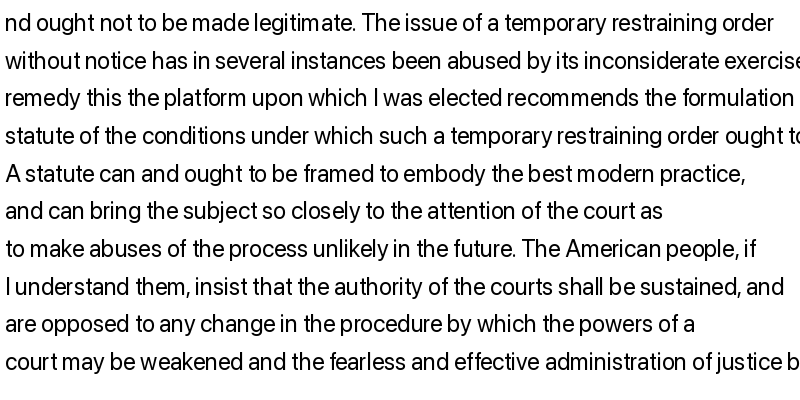 nd ought not to be made legitimate. The issue of a temporary restraining order
without notice has in several instances been abused by its inconsiderate exercise
remedy this the platform upon which I was elected recommends the formulation
statute of the conditions under which such a temporary restraining order ought to
A statute can and ought to be framed to embody the best modern practice,
and can bring the subject so closely to the attention of the court as
to make abuses of the process unlikely in the future. The American people, if
I understand them, insist that the authority of the courts shall be sustained, and
are opposed to any change in the procedure by which the powers of a
court may be weakened and the fearless and effective administration of justice b